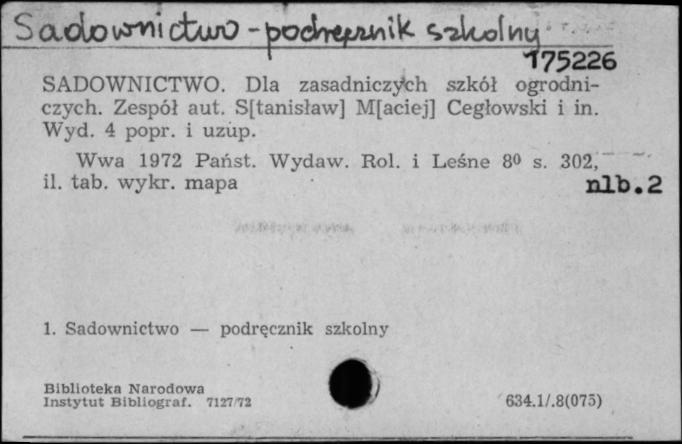 Sadownictwo - podręcznik szkolny
175226
SADOWNICTWO. Dla zasadniczych szkół ogrodni-
czych. Zespół aut. S[tanisław] M[aciej] Cegłowski i in.
Wyd. 4 popr. i uzup.
Wwa 1972 Państ. Wydaw. Rol. i Leśne 8⁰ s. 302,
il. tab. wykr. mapa
nlb.2
1. Sadownictwo — podręcznik szkolny
Biblioteka Narodowa
Instytut Bibliograf. 7127/72
634.1/.8(075)